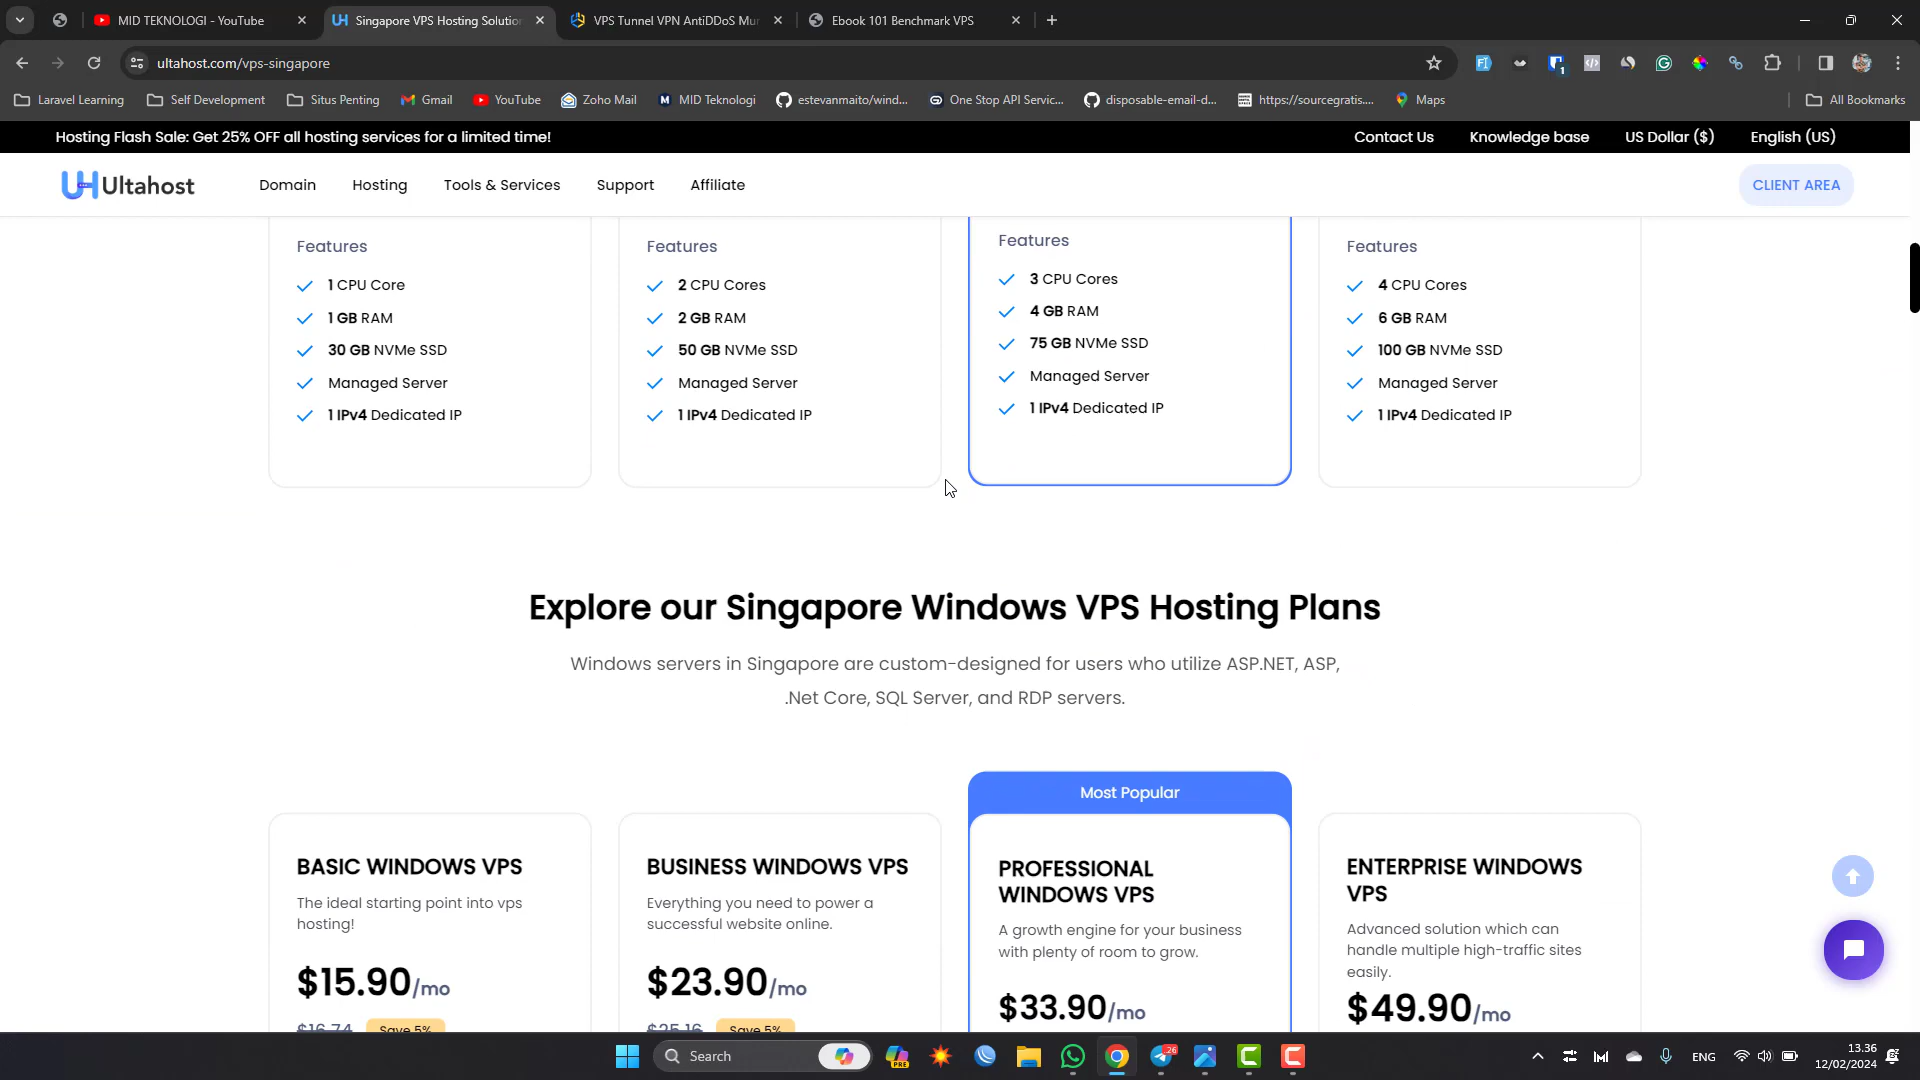 MID TEKNOLOGI - YouTube
Singapore VPS Hosting Solution
VPS Tunnel VPN AntiDDoS Mur
Ebook 101 Benchmark VPS
ultahost.com/vps-singapore
1
Laravel Learning
Self Development
Situs Penting
Gmail
YouTube
Zoho Mail
MID Teknologi
estevanmaito/wind...
One Stop API Servic...
disposable-email-d...
https://sourcegratis....
Maps
All Bookmarks
Hosting Flash Sale: Get 25% OFF all hosting services for a limited time!
Contact Us
Knowledge base
US Dollar ($)
English (US)
Ultahost
Domain
Hosting
Tools & Services
Support
Affiliate
CLIENT AREA
Features
1 CPU Core
1 GB RAM
30 GB NVMe SSD
Managed Server
1 IPv4 Dedicated IP
Features
2 CPU Cores
2 GB RAM
50 GB NVMe SSD
Managed Server
1 IPv4 Dedicated IP
Features
3 CPU Cores
4 GB RAM
75 GB NVMe SSD
Managed Server
1 IPv4 Dedicated IP
Features
4 CPU Cores
6 GB RAM
100 GB NVMe SSD
Managed Server
1 IPv4 Dedicated IP
Explore our Singapore Windows VPS Hosting Plans
Windows servers in Singapore are custom-designed for users who utilize ASP.NET, ASP,
.Net Core, SQL Server, and RDP servers.
BASIC WINDOWS VPS
The ideal starting point into vps
hosting!
$15.90/mo
$16.74 Save 5%
BUSINESS WINDOWS VPS
Everything you need to power a
successful website online.
$23.90/mo
$25.16 Save 5%
Most Popular
PROFESSIONAL
WINDOWS VPS
A growth engine for your business
with plenty of room to grow.
$33.90/mo
ENTERPRISE WINDOWS
VPS
Advanced solution which can
handle multiple high-traffic sites
easily.
$49.90/mo
Search
PRE
26
ENG
13.36
12/02/2024